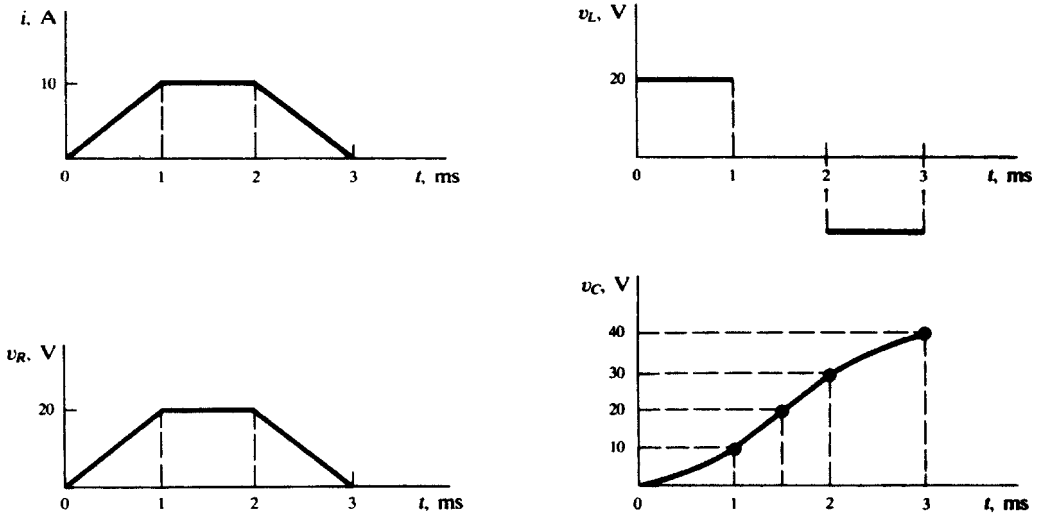 i, A
10
0 1 2 3 t, ms
v_L, V
20
0 1 2 3 t, ms
v_R, V
20
0 1 2 3 t, ms
v_C, V
40
30
20
10
0 1 2 3 t, ms